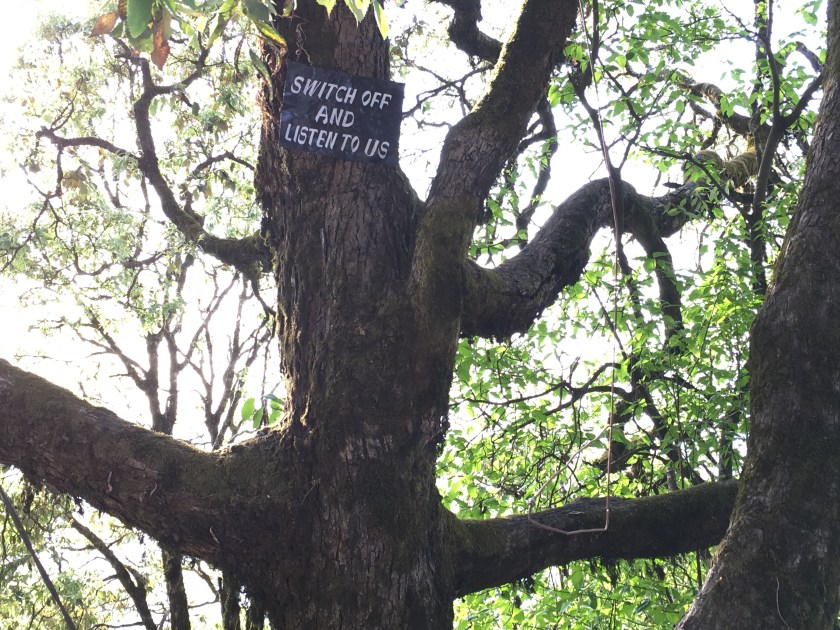 SWITCH OFF
AND
LISTEN TO US